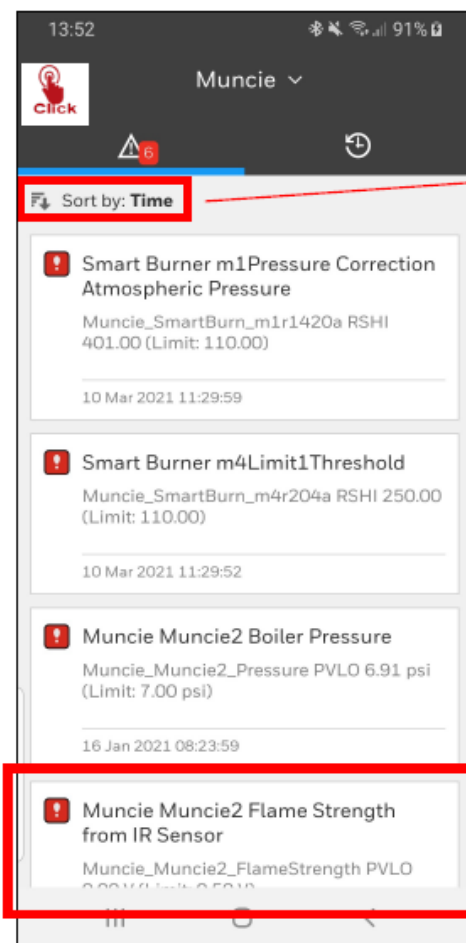 13:52
91%
Muncie
Click
6
Sort by: Time
Smart Burner m1Pressure Correction
Atmospheric Pressure
Muncie_SmartBurn_m1r1420a RSHI
401.00 (Limit: 110.00)
10 Mar 2021 11:29:59
Smart Burner m4Limit1Threshold
Muncie_SmartBurn_m4r204a RSHI 250.00
(Limit: 110.00)
10 Mar 2021 11:29:52
Muncie Muncie2 Boiler Pressure
Muncie_Muncie2_Pressure PVLO 6.91 psi
(Limit: 7.00 psi)
16 Jan 2021 08:23:59
Muncie Muncie2 Flame Strength
from IR Sensor
Muncie_Muncie2_FlameStrength PVLO